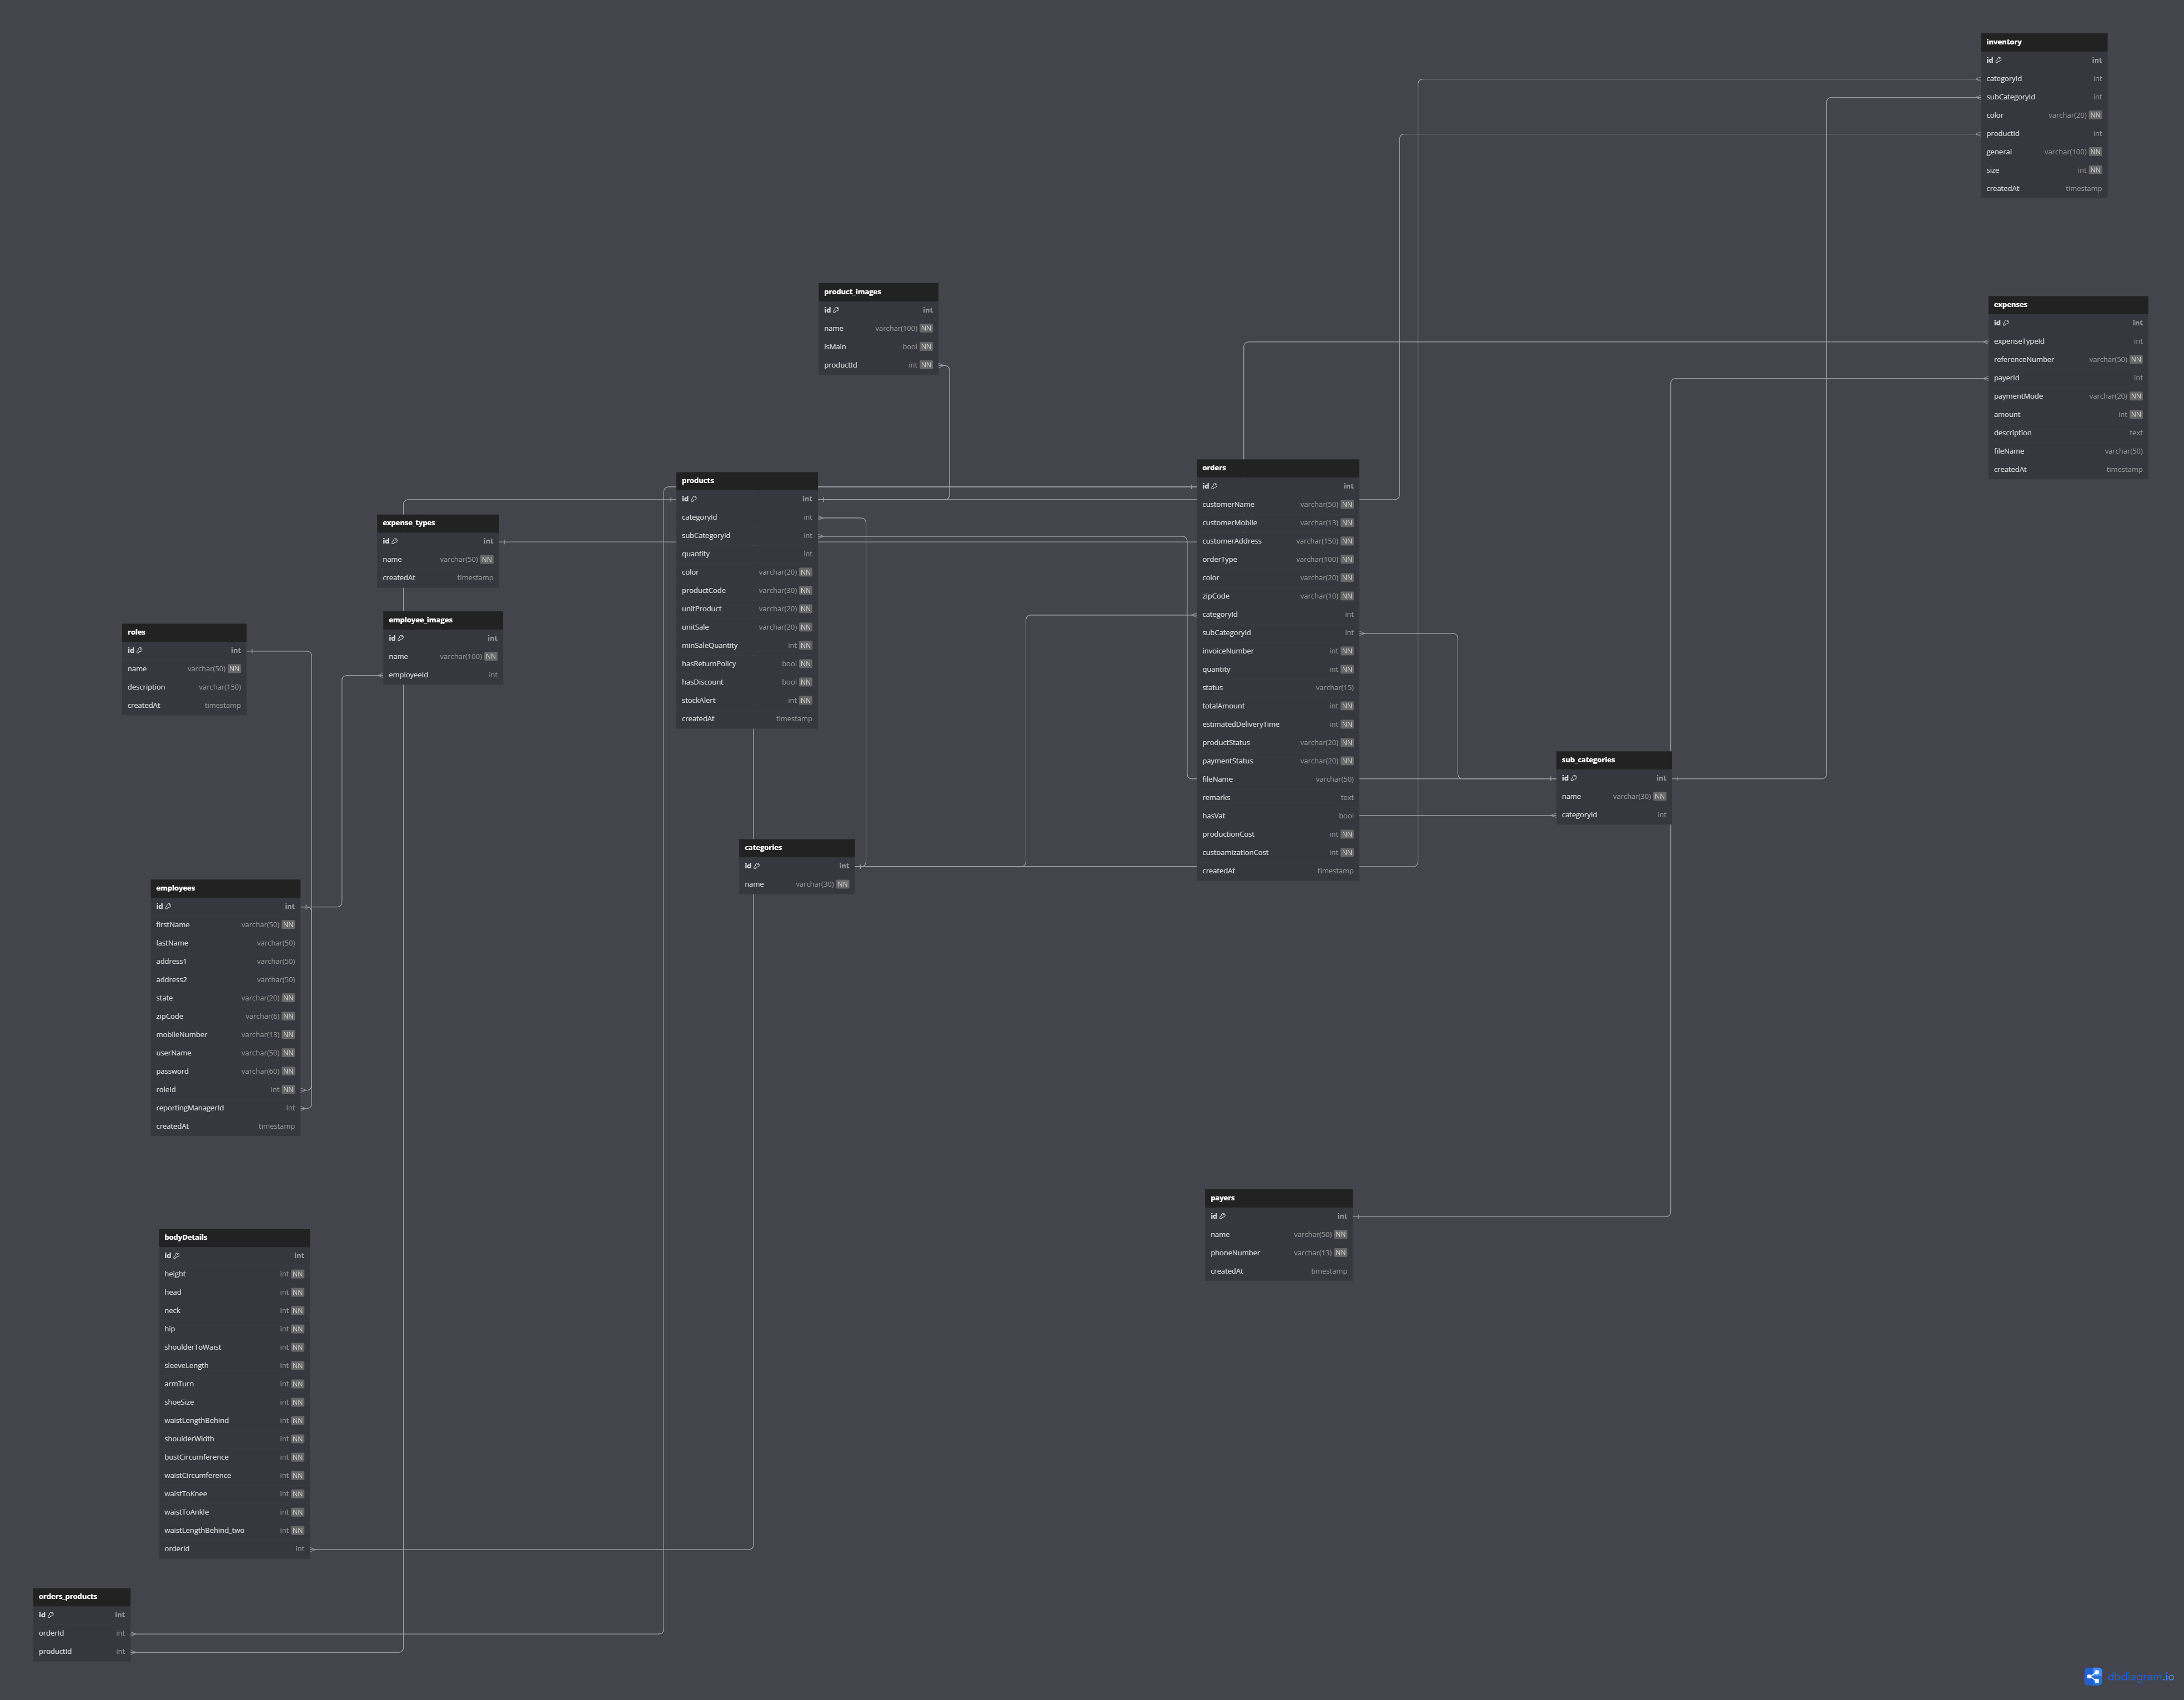 inventory
id int
categoryId int
subCategoryId int
color varchar(20) NN
productId int
general varchar(100) NN
size int NN
createdAt timestamp
product_images
id int
name varchar(100) NN
isMain bool NN
productId int NN
expenses
id int
expenseTypeId int
referenceNumber varchar(50) NN
payerId int
paymentMode varchar(20) NN
amount int NN
description text
fileName varchar(50)
createdAt timestamp
orders
id int
customerName varchar(50) NN
customerMobile varchar(13) NN
customerAddress varchar(150) NN
orderType varchar(100) NN
color varchar(20) NN
zipCode varchar(10) NN
categoryId int
subCategoryId int
invoiceNumber int NN
quantity int NN
status varchar(15)
totalAmount int NN
estimatedDeliveryTime int NN
productStatus varchar(20) NN
paymentStatus varchar(20) NN
fileName varchar(50)
remarks text
hasVat bool
productionCost int NN
custoamizationCost int NN
createdAt timestamp
products
id int
categoryId int
subCategoryId int
quantity int
color varchar(20) NN
productCode varchar(30) NN
unitProduct varchar(20) NN
unitSale varchar(20) NN
minSaleQuantity int NN
hasReturnPolicy bool NN
hasDiscount bool NN
stockAlert int NN
createdAt timestamp
expense_types
id int
name varchar(50) NN
createdAt timestamp
employee_images
id int
name varchar(100) NN
employeeId int
roles
id int
name varchar(50) NN
description varchar(150)
createdAt timestamp
sub_categories
id int
name varchar(30) NN
categoryId int
categories
id int
name varchar(30) NN
employees
id int
firstName varchar(50) NN
lastName varchar(50)
address1 varchar(50)
address2 varchar(50)
state varchar(20) NN
zipCode varchar(6) NN
mobileNumber varchar(13) NN
userName varchar(50) NN
password varchar(60) NN
roleId int NN
reportingManagerId int
createdAt timestamp
payers
id int
name varchar(50) NN
phoneNumber varchar(13) NN
createdAt timestamp
bodyDetails
id int
height int NN
head int NN
neck int NN
hip int NN
shoulderToWaist int NN
sleeveLength int NN
armTurn int NN
shoeSize int NN
waistLengthBehind int NN
shoulderWidth int NN
bustCircumference int NN
waistCircumference int NN
waistToKnee int NN
waistToAnkle int NN
waistLengthBehind_two int NN
orderId int
orders_products
id int
orderId int
productId int
dbdiagram.io